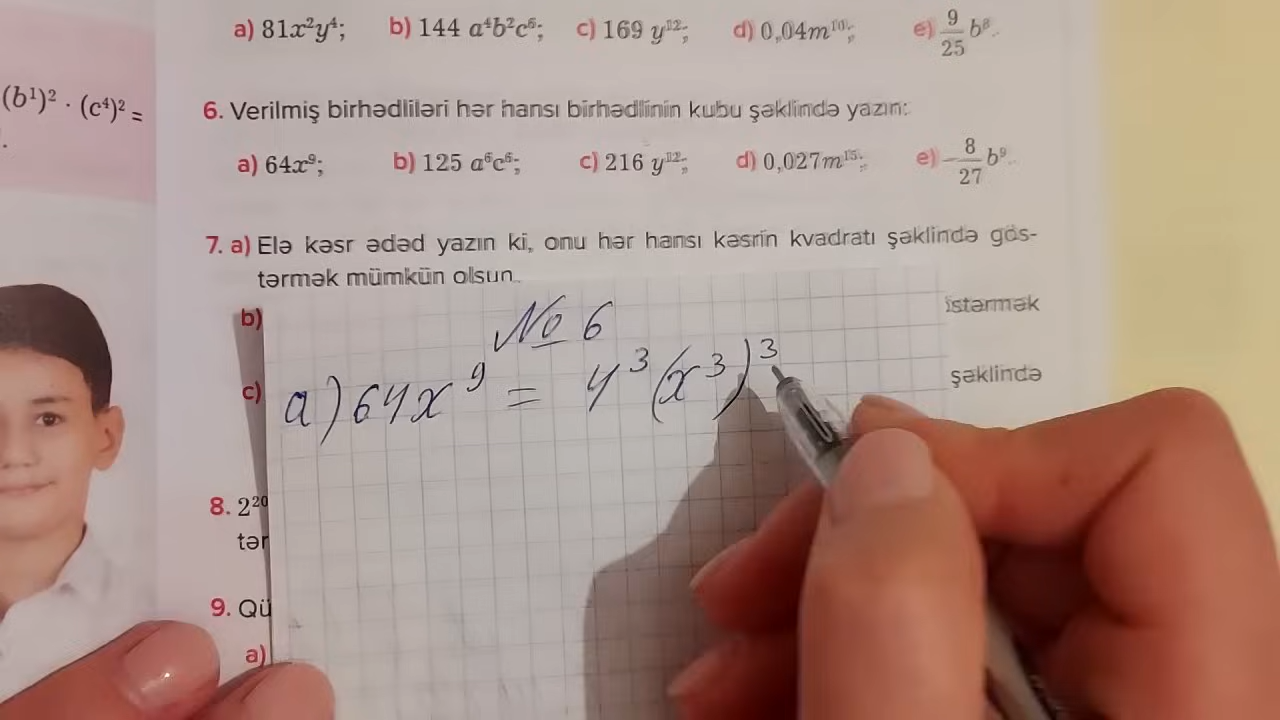 a) 81x²y⁴; b) 144 a⁴b²c⁶; c) 169 y¹²; d) 0,04m¹⁰; e) 9/25 b⁸.
(b¹)² · (c⁴)² =
.
6. Verilmiş birhədliləri hər hansı birhədlinin kubu şəklində yazın:
a) 64x⁹; b) 125 a⁶c⁶; c) 216 y¹²; d) 0,027m¹⁵; e) −8/27 b⁹.
7. a) Elə kəsr ədəd yazın ki, onu hər hansı kəsrin kvadratı şəklində gös-
tərmək mümkün olsun.
b) istərmək
№ 6
c) şəklində
a) 64x⁹ = 4³(x³)³
8. 2²⁰
tər
9. Qü
a)